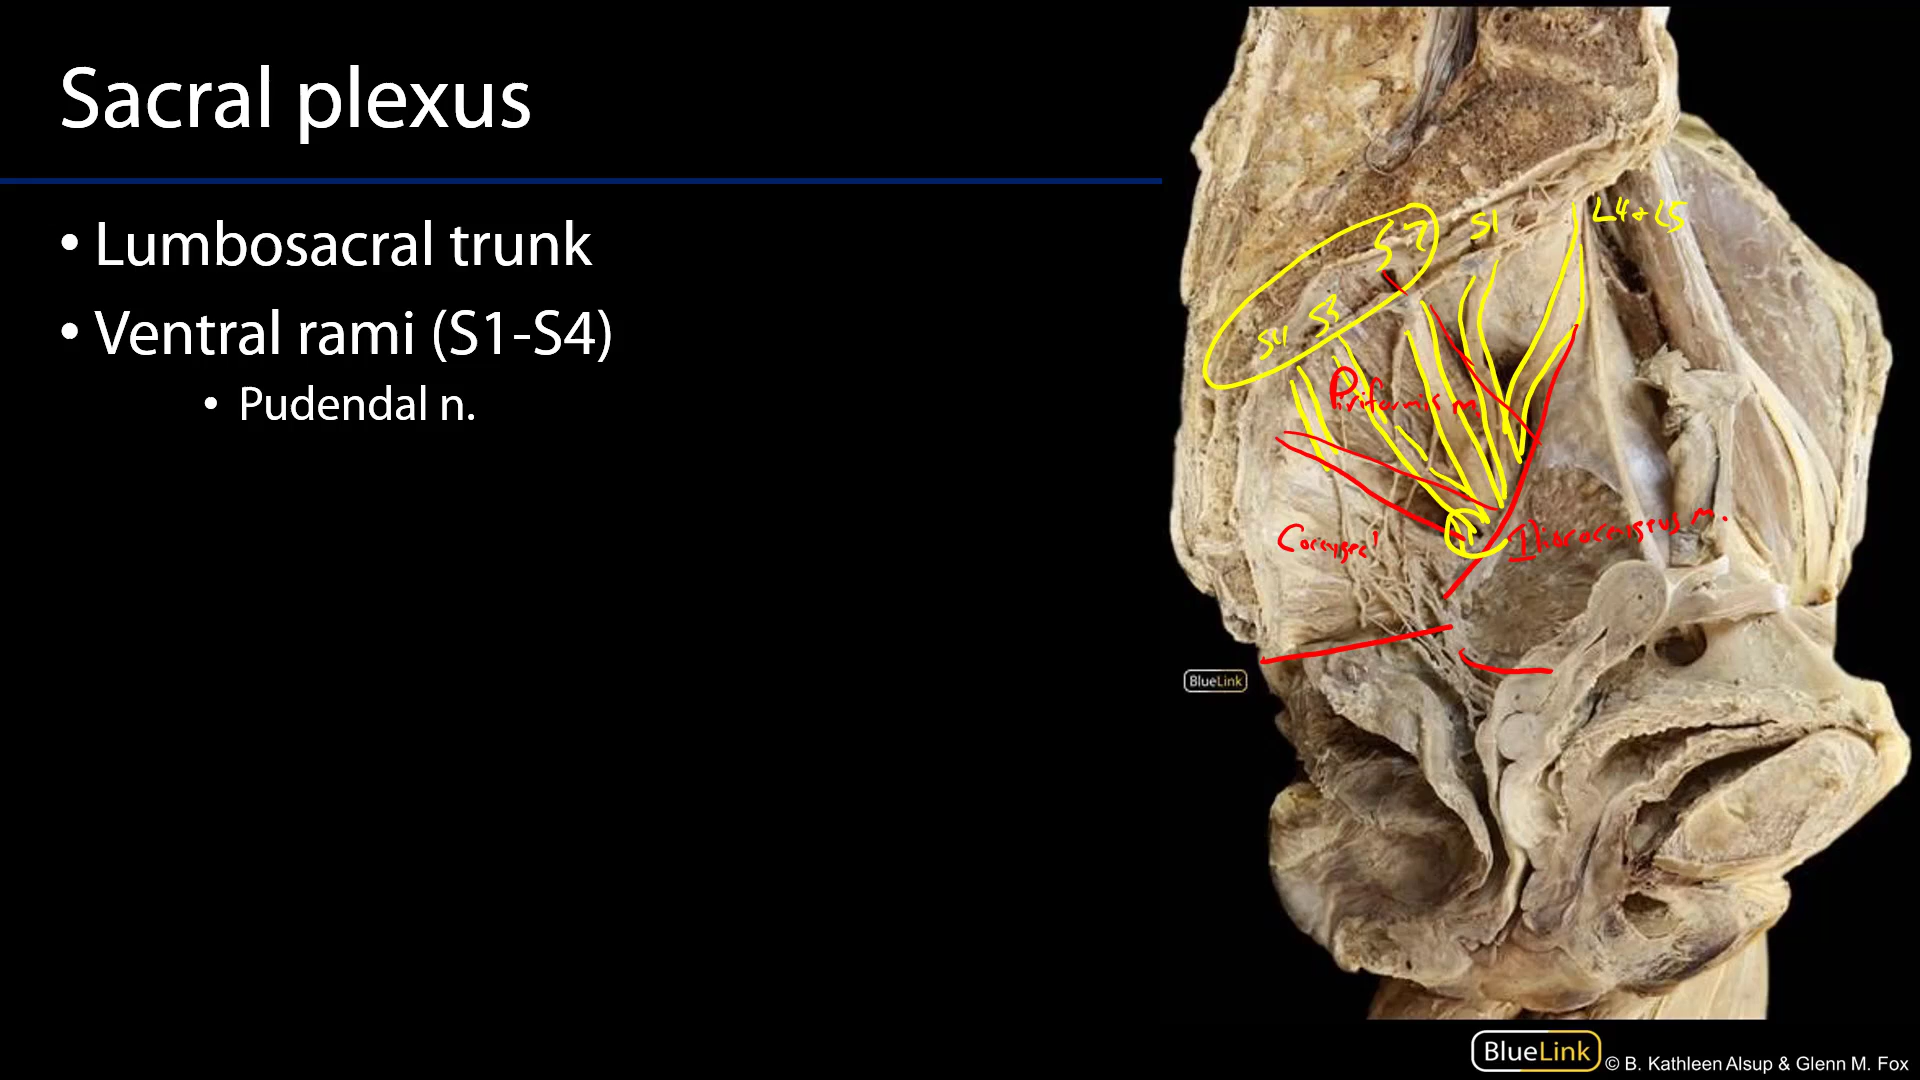 Sacral plexus
• Lumbosacral trunk
• Ventral rami (S1-S4)
• Pudendal n.
L4 & L5
S1
S2
S3
S4
Piriformis m.
Coccygeal
Iliococcygeus m.
BlueLink
BlueLink © B. Kathleen Alsup & Glenn M. Fox